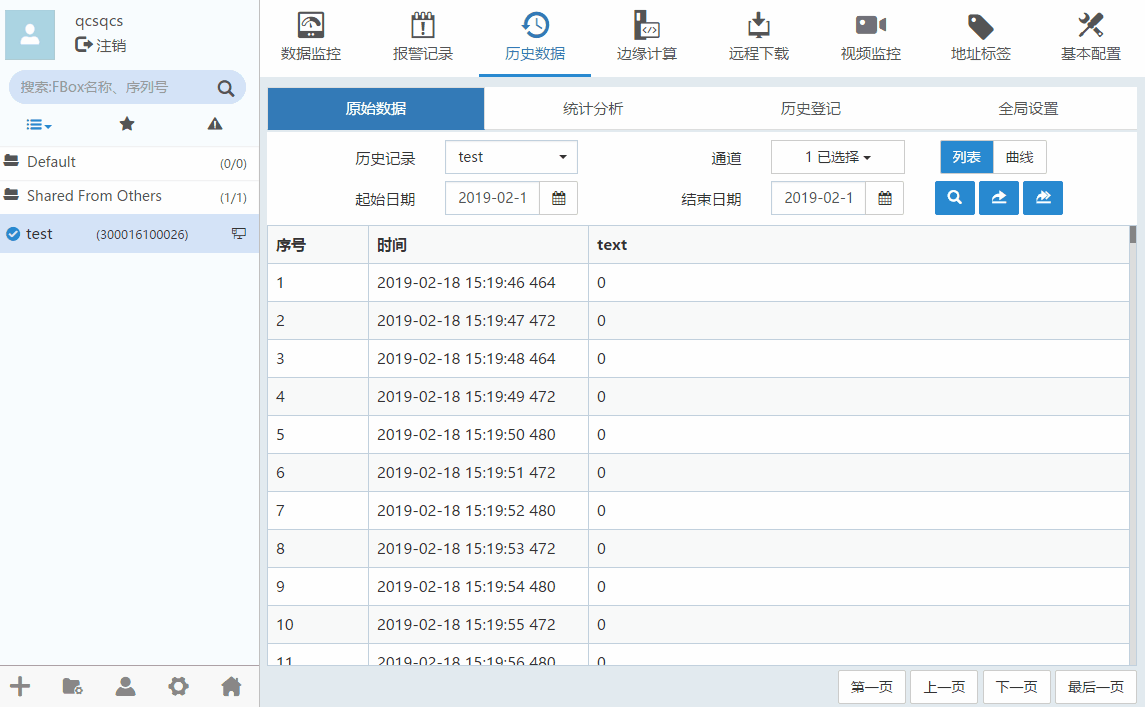 qcsqcs
注销
搜索:FBox名称、序列号
Default (0/0)
Shared From Others (1/1)
test (300016100026)
数据监控 报警记录 历史数据 边缘计算 远程下载 视频监控 地址标签 基本配置
原始数据 统计分析 历史登记 全局设置
历史记录 test 通道 1 已选择 列表 曲线
起始日期 2019-02-1 结束日期 2019-02-1
序号 时间 text
1 2019-02-18 15:19:46 464 0
2 2019-02-18 15:19:47 472 0
3 2019-02-18 15:19:48 464 0
4 2019-02-18 15:19:49 472 0
5 2019-02-18 15:19:50 480 0
6 2019-02-18 15:19:51 472 0
7 2019-02-18 15:19:52 480 0
8 2019-02-18 15:19:53 472 0
9 2019-02-18 15:19:54 480 0
10 2019-02-18 15:19:55 472 0
11 2019-02-18 15:19:56 480 0
第一页 上一页 下一页 最后一页